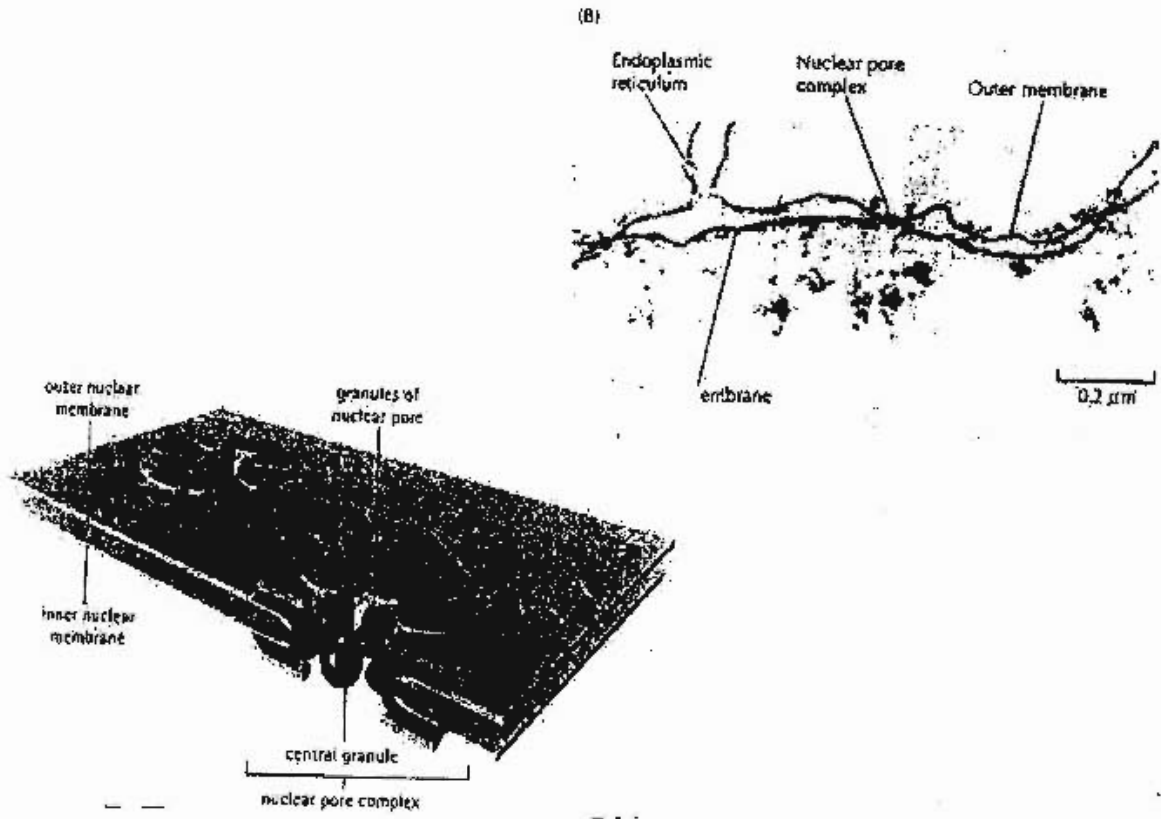 (B)
Endoplasmic
reticulum
Nuclear pore
complex
Outer membrane
embrane
0.2 μm
outer nuclear
membrane
granules of
nuclear pore
inner nuclear
membrane
central granule
nuclear pore complex